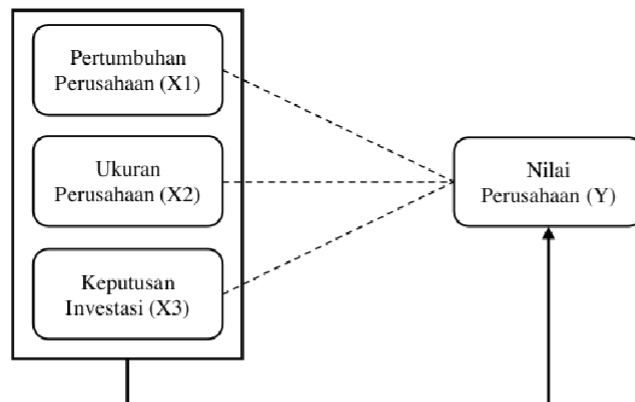 Pertumbuhan
Perusahaan (X1)
Ukuran
Perusahaan (X2)
Keputusan
Investasi (X3)
Nilai
Perusahaan (Y)